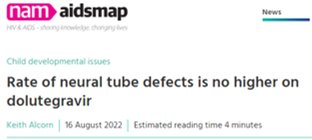 nam aidsmap
HIV & AIDS - sharing knowledge, changing lives
News
Child developmental issues
Rate of neural tube defects is no higher on
dolutegravir
Keith Alcorn | 16 August 2022 | Estimated reading time 4 minutes